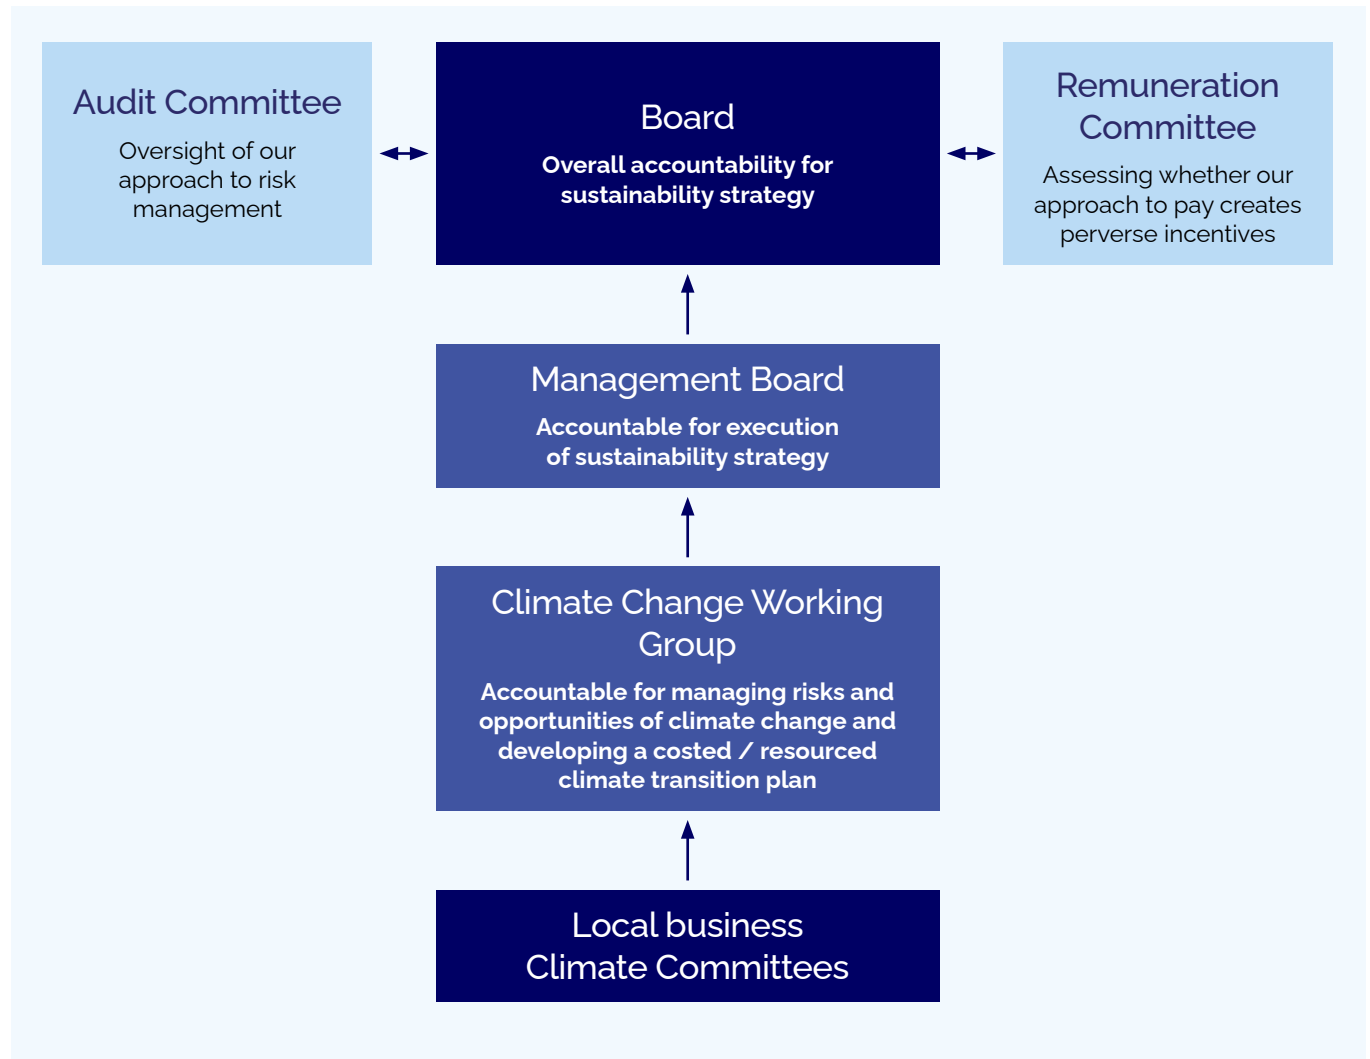 Audit Committee
Oversight of our
approach to risk
management
Board
Overall accountability for
sustainability strategy
Remuneration
Committee
Assessing whether our
approach to pay creates
perverse incentives
Management Board
Accountable for execution
of sustainability strategy
Climate Change Working
Group
Accountable for managing risks and
opportunities of climate change and
developing a costed / resourced
climate transition plan
Local business
Climate Committees